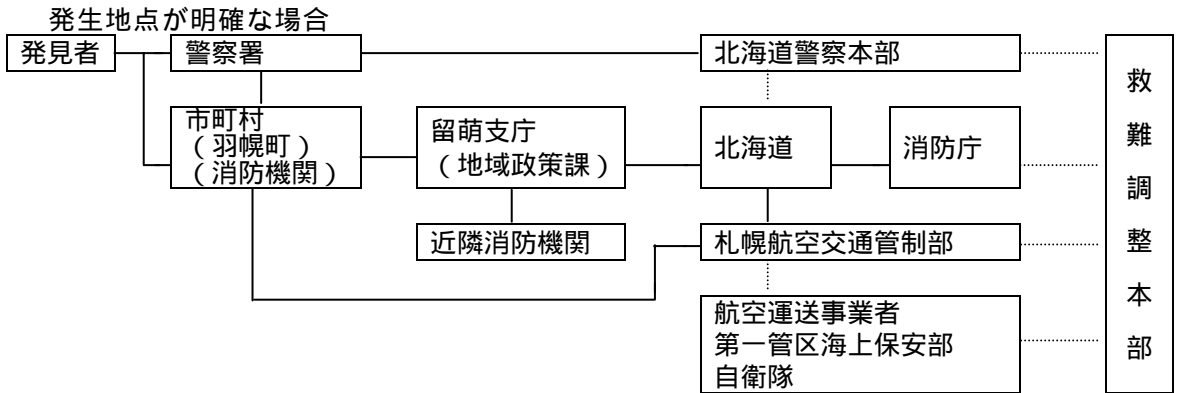 発生地点が明確な場合
発見者
警察署
北海道警察本部
市町村
（羽幌町）
（消防機関）
留萌支庁
（地域政策課）
北海道
消防庁
近隣消防機関
札幌航空交通管制部
航空運送事業者
第一管区海上保安部
自衛隊
救難調整本部